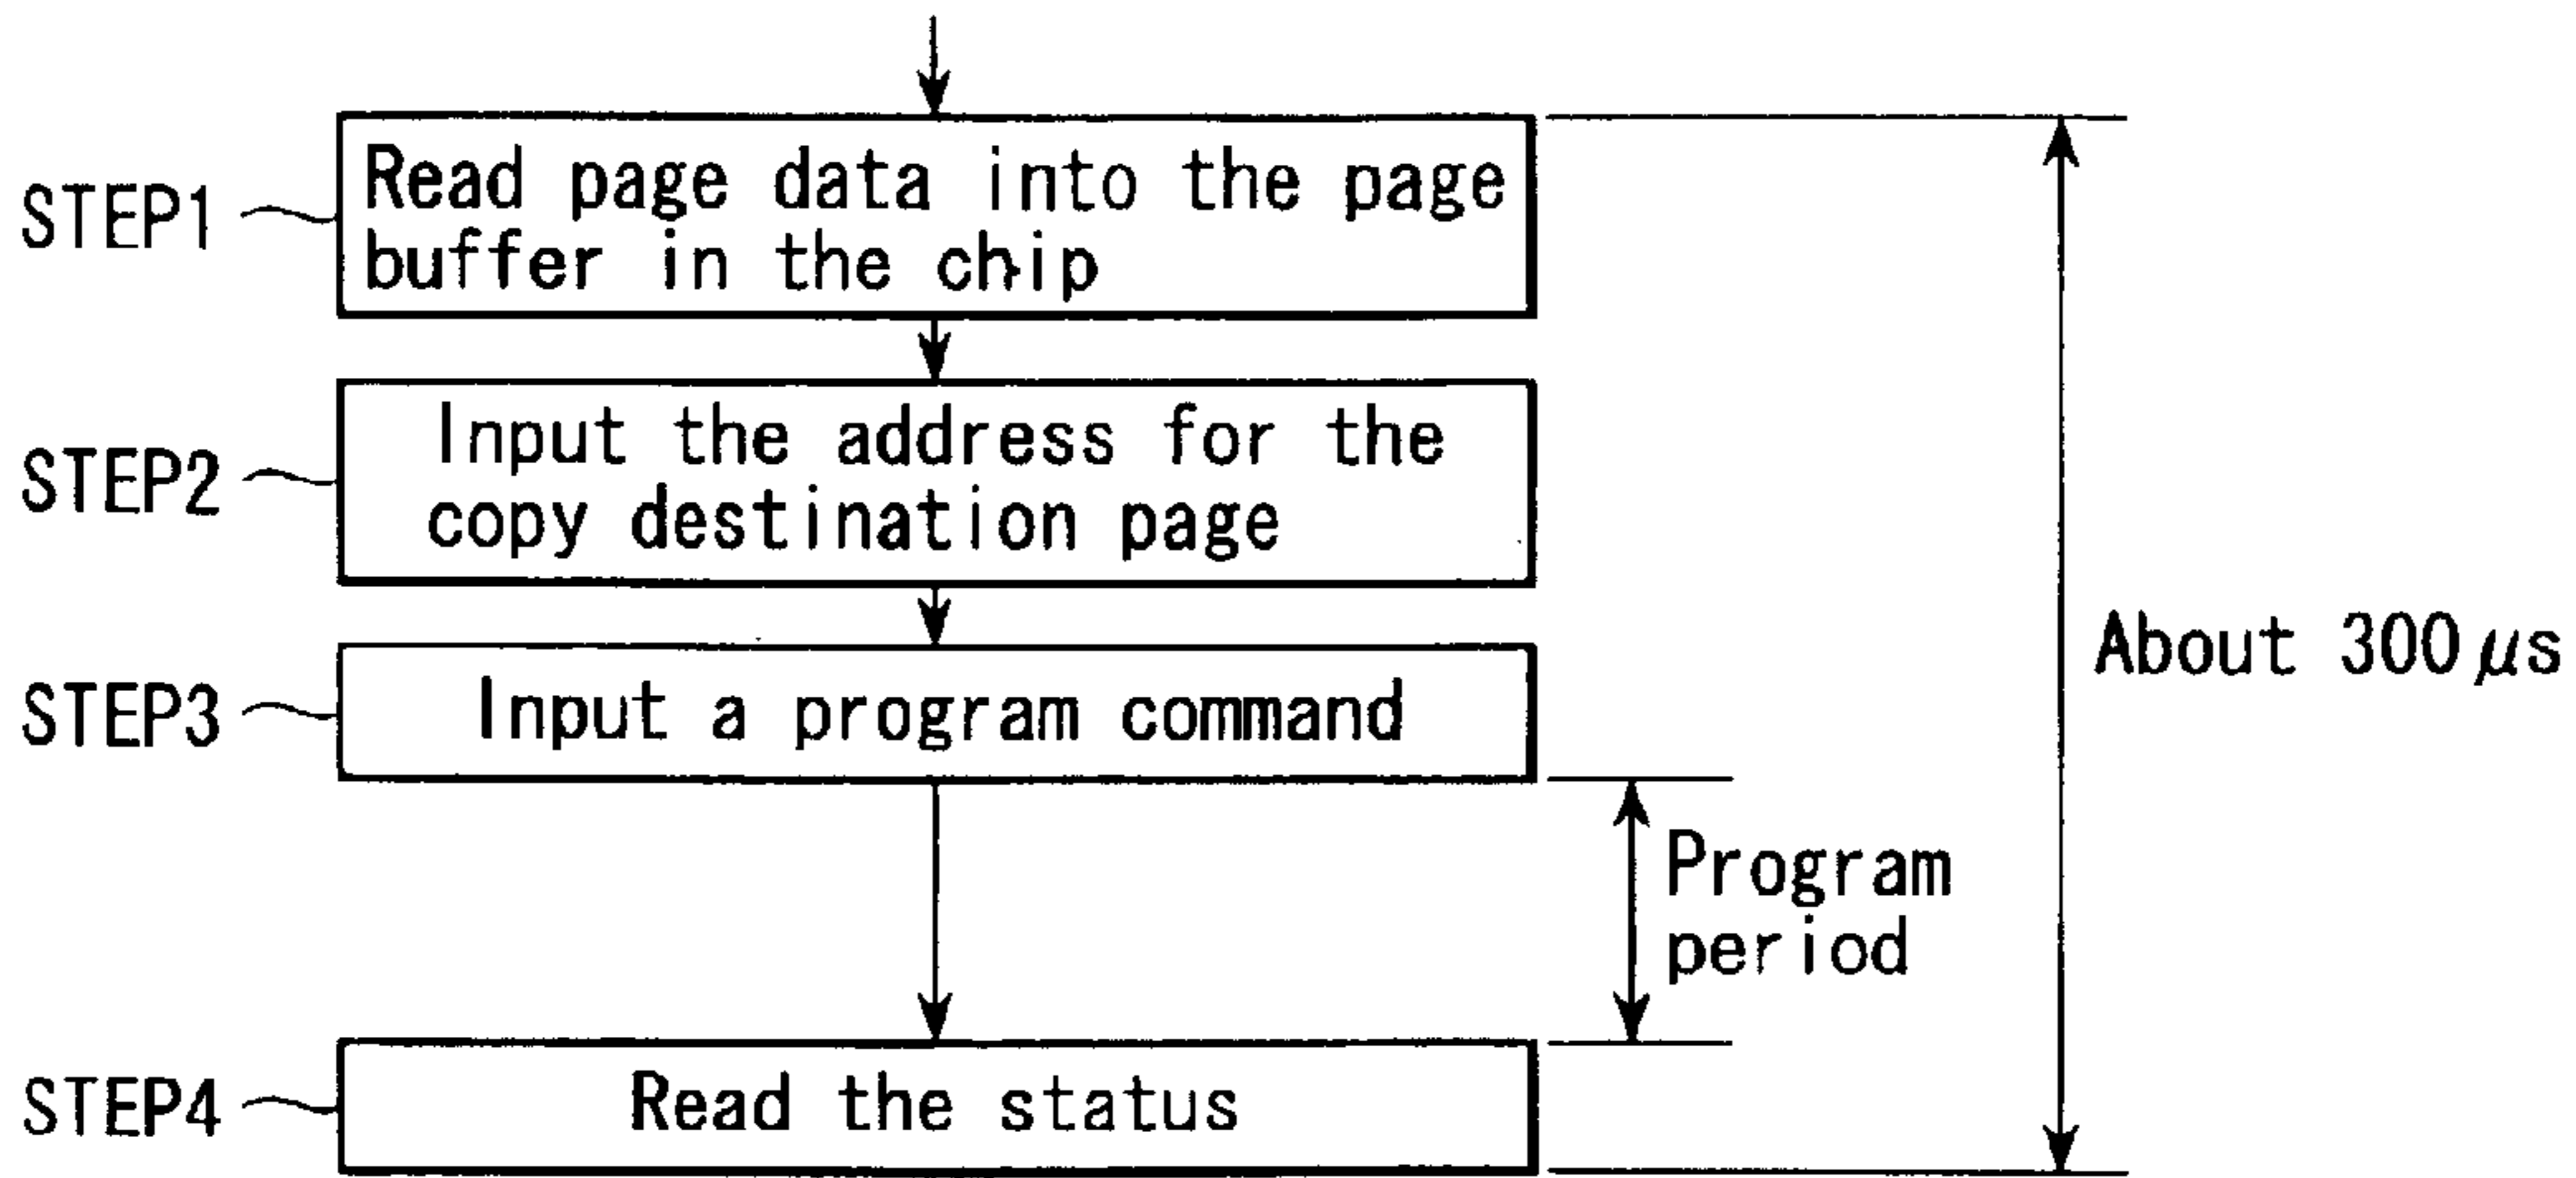 STEP1
Read page data into the page
buffer in the chip
STEP2
Input the address for the
copy destination page
STEP3
Input a program command
Program
period
About 300μs
STEP4
Read the status